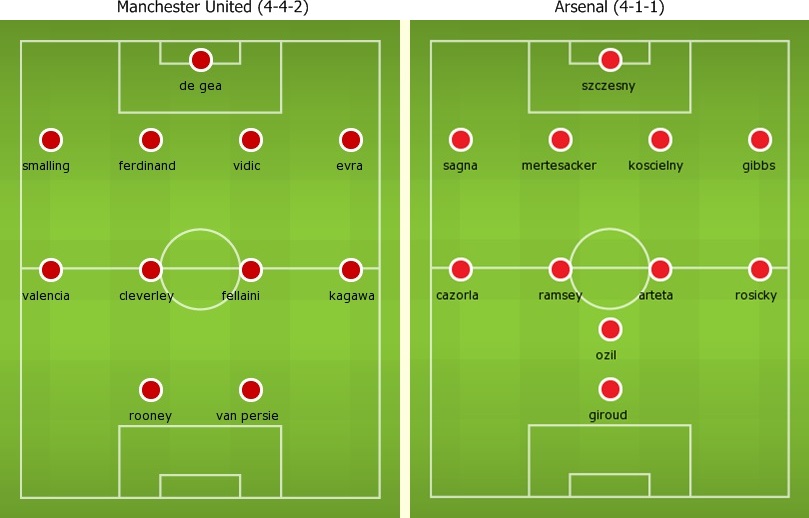 Manchester United (4-4-2)
de gea
smalling ferdinand vidic evra
valencia cleverley fellaini kagawa
rooney van persie
Arsenal (4-1-1)
szczesny
sagna mertesacker koscielny gibbs
cazorla ramsey arteta rosicky
ozil
giroud